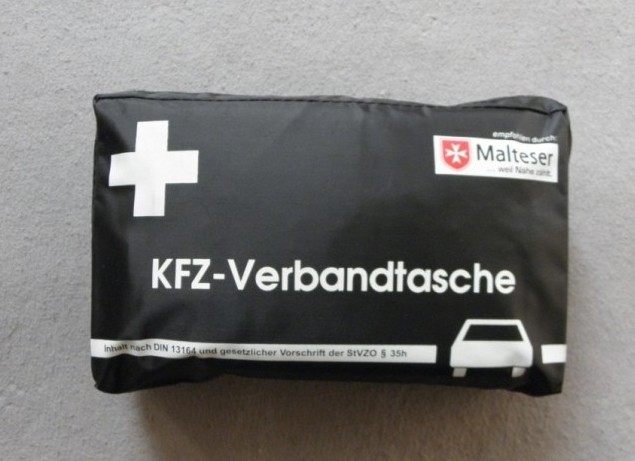 empfohlen durch:
Malteser
... weil Nähe zählt.
KFZ-Verbandtasche
Inhalt nach DIN 13164 und gesetzlicher Vorschrift der StVZO § 35h